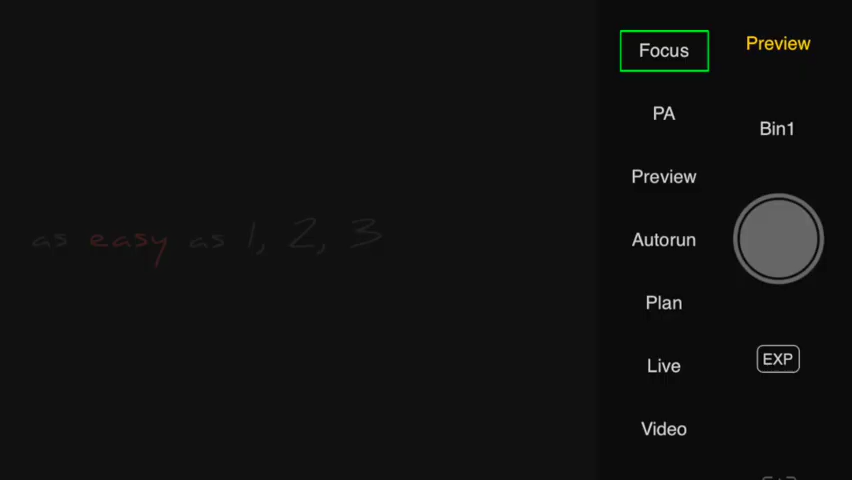 Focus
Preview
PA
Bin1
Preview
as easy as 1, 2, 3
Autorun
Plan
EXP
Live
Video